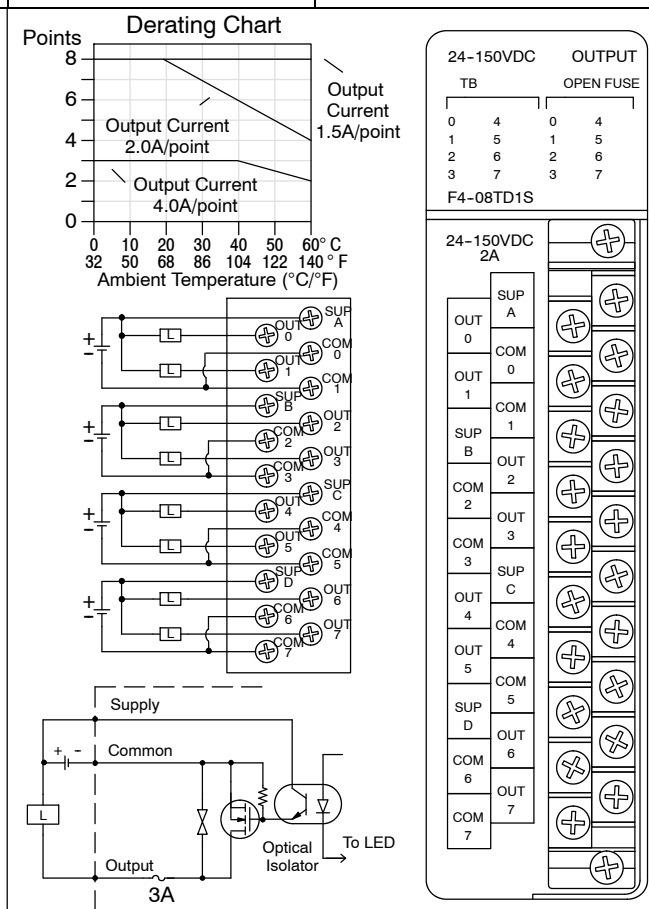 Derating Chart
Points
8
6
4
2
0
Output Current
2.0A/point
Output Current
4.0A/point
Output
Current
1.5A/point
0 10 20 30 40 50 60°C
32 50 68 86 104 122 140°F
Ambient Temperature (°C/°F)
+
-
L
L
SUP
A
OUT
0
COM
0
OUT
1
COM
1
+
-
L
L
SUP
B
OUT
2
COM
2
OUT
3
COM
3
+
-
L
L
SUP
C
OUT
4
COM
4
OUT
5
COM
5
+
-
L
L
SUP
D
OUT
6
COM
6
OUT
7
COM
7
Supply
+ -
Common
L
Optical
Isolator
To LED
Output
3A
24-150VDC OUTPUT
TB OPEN FUSE
0 4 0 4
1 5 1 5
2 6 2 6
3 7 3 7
F4-08TD1S
24-150VDC
2A
SUP
A
OUT
0
COM
0
OUT
1
COM
1
SUP
B
OUT
2
COM
2
OUT
3
COM
3
SUP
C
OUT
4
COM
4
OUT
5
COM
5
SUP
D
OUT
6
COM
6
OUT
7
COM
7